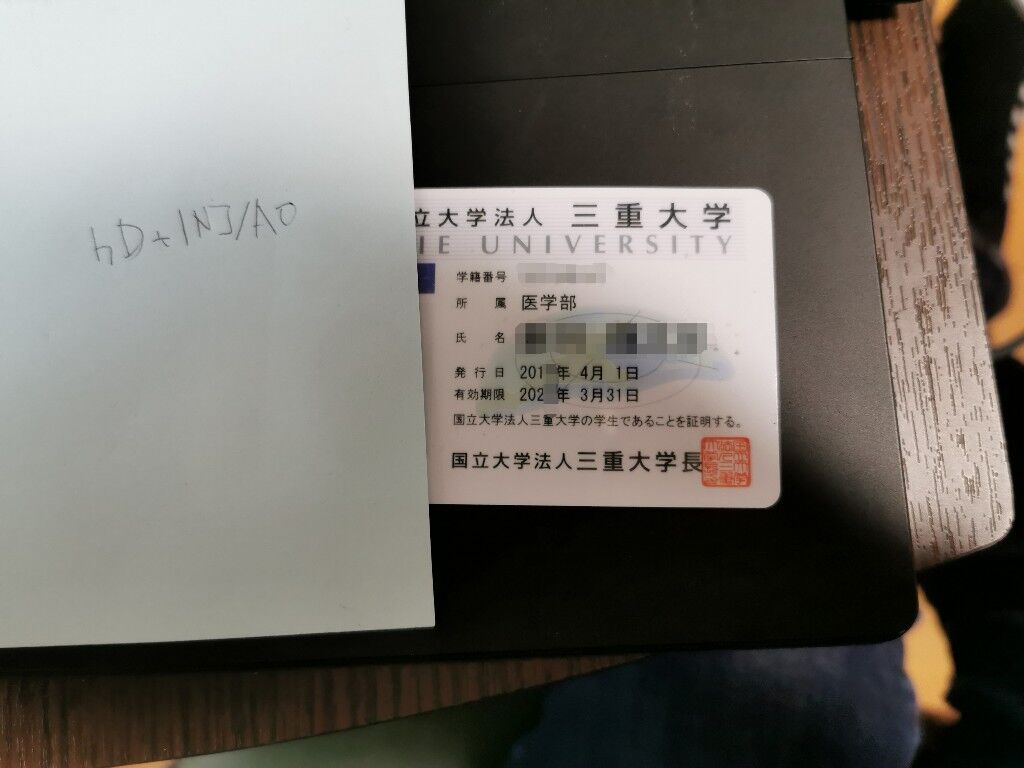 hD+INJ/A0
立大学法人 三重大学
IE UNIVERSITY
学籍番号
所属 医学部
氏名
発行日 201 年 4月 1日
有効期限 202 年 3月31日
国立大学法人三重大学の学生であることを証明する。
国立大学法人三重大学長